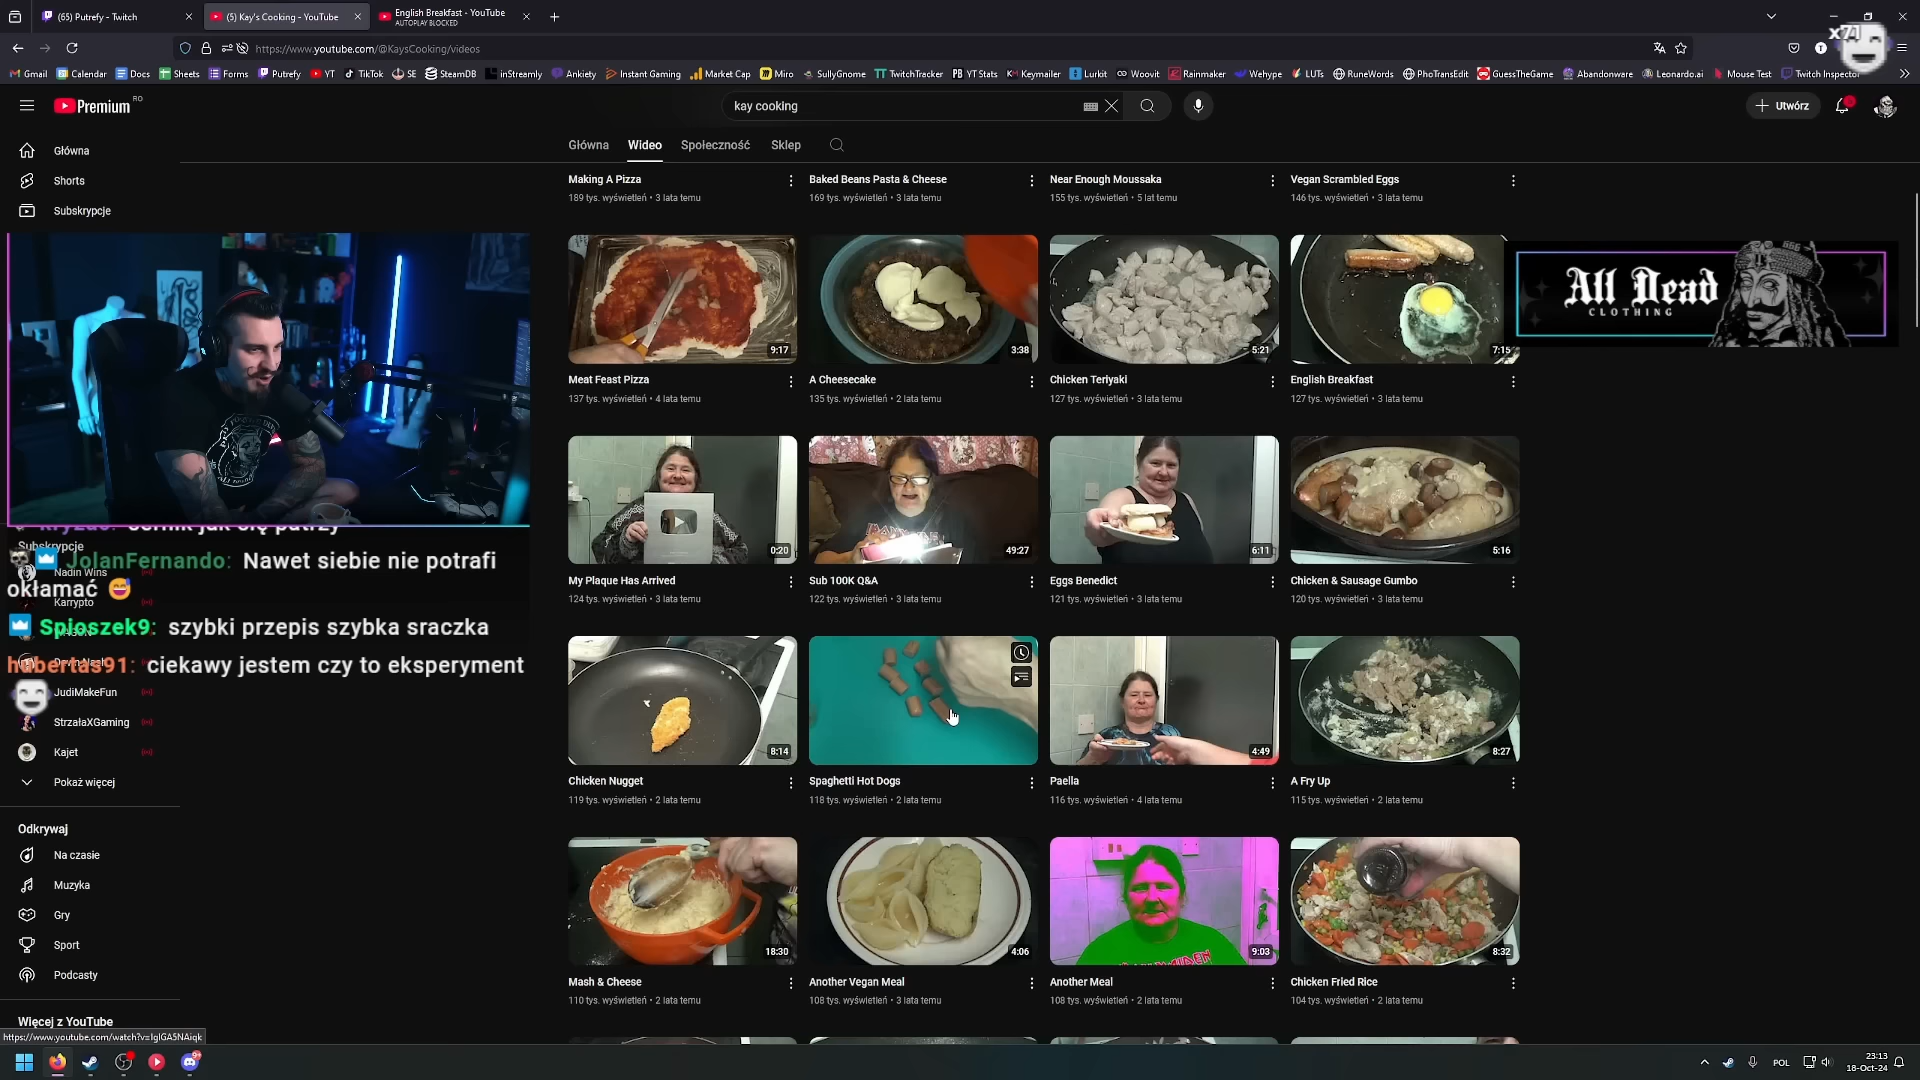 (65) Putrefy - Twitch
(5) Kay's Cooking - YouTube
English Breakfast - YouTube
AUTOPLAY BLOCKED
https://www.youtube.com/@KaysCooking/videos
x71
Gmail Calendar Docs Sheets Forms Putrefy YT TikTok SE SteamDB inStreamly Ankiety Instant Gaming Market Cap Miro SullyGnome TwitchTracker YT Stats Keymailer Lurkit Woovit Rainmaker Wehype LUTs RuneWords PhoTransEdit GuessTheGame Abandonware Leonardo.ai Mouse Test Twitch Inspector
Premium RO
kay cooking
Utwórz
Główna Wideo Społeczność Sklep
Główna
Shorts
Subskrypcje
Making A Pizza
189 tys. wyświetleń • 3 lata temu
Baked Beans Pasta & Cheese
169 tys. wyświetleń • 3 lata temu
Near Enough Moussaka
155 tys. wyświetleń • 5 lat temu
Vegan Scrambled Eggs
146 tys. wyświetleń • 3 lata temu
9:17
3:38
5:21
7:15
All Dead
CLOTHING
Meat Feast Pizza
137 tys. wyświetleń • 4 lata temu
A Cheesecake
135 tys. wyświetleń • 2 lata temu
Chicken Teriyaki
127 tys. wyświetleń • 3 lata temu
English Breakfast
127 tys. wyświetleń • 3 lata temu
0:20
49:27
6:11
5:16
My Plaque Has Arrived
124 tys. wyświetleń • 3 lata temu
Sub 100K Q&A
122 tys. wyświetleń • 3 lata temu
Eggs Benedict
121 tys. wyświetleń • 3 lata temu
Chicken & Sausage Gumbo
120 tys. wyświetleń • 3 lata temu
sernik jak się patrzy
Subskrypcje
JolanFernando: Nawet siebie nie potrafi
okłamać
Nadin Wins
Karrypto
Spioszek9: szybki przepis szybka sraczka
hubertas91: ciekawy jestem czy to eksperyment
JudiMakeFun
StrzałaXGaming
Kajet
Pokaż więcej
8:14
4:49
8:27
Chicken Nugget
119 tys. wyświetleń • 2 lata temu
Spaghetti Hot Dogs
118 tys. wyświetleń • 2 lata temu
Paella
116 tys. wyświetleń • 4 lata temu
A Fry Up
115 tys. wyświetleń • 2 lata temu
Odkrywaj
Na czasie
Muzyka
Gry
Sport
Podcasty
Więcej z YouTube
18:30
4:06
9:03
8:32
Mash & Cheese
110 tys. wyświetleń • 2 lata temu
Another Vegan Meal
108 tys. wyświetleń • 3 lata temu
Another Meal
108 tys. wyświetleń • 2 lata temu
Chicken Fried Rice
104 tys. wyświetleń • 2 lata temu
POL
23:13
18-Oct-24